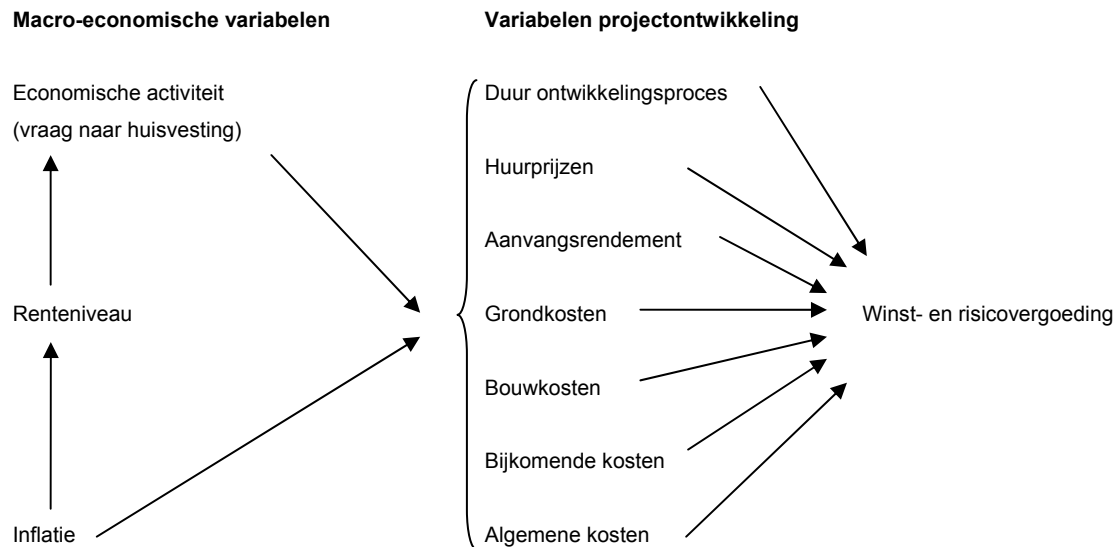 Macro-economische variabelen
Variabelen projectontwikkeling
Economische activiteit
(vraag naar huisvesting)
Renteniveau
Inflatie
Duur ontwikkelingsproces
Huurprijzen
Aanvangsrendement
Grondkosten
Bouwkosten
Bijkomende kosten
Algemene kosten
Winst- en risicovergoeding